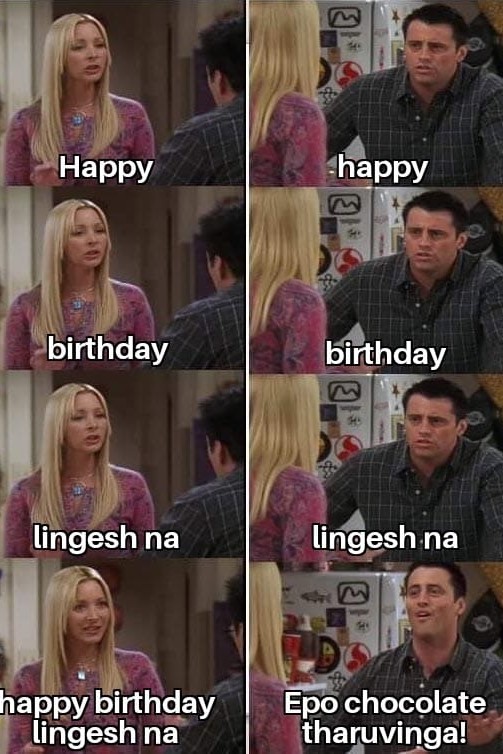 Happy
happy
birthday
birthday
lingesh na
lingesh na
happy birthday
lingesh na
Epo chocolate
tharuvinga!